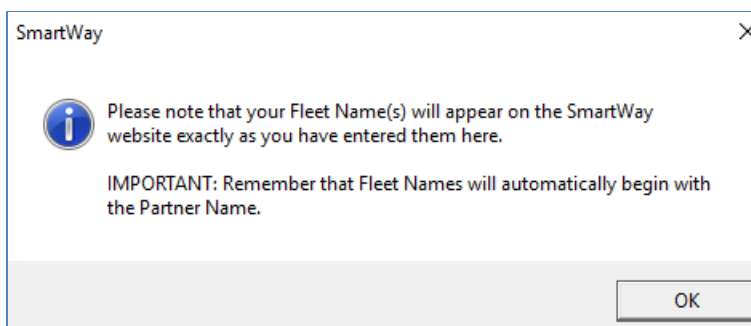 SmartWay
Please note that your Fleet Name(s) will appear on the SmartWay
website exactly as you have entered them here.
IMPORTANT: Remember that Fleet Names will automatically begin with
the Partner Name.
OK